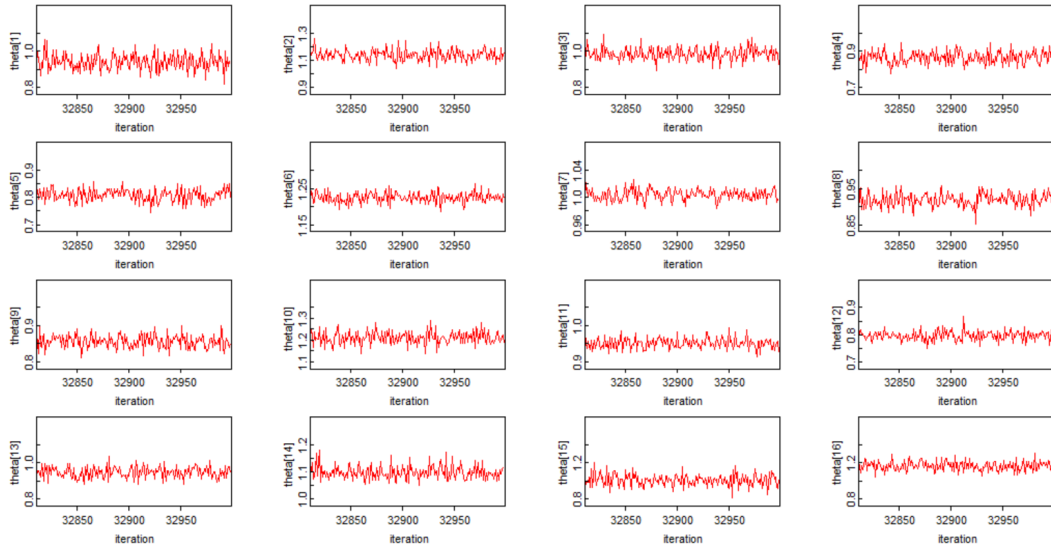 theta[1]
0.8 1.0
32850 32900 32950
iteration
theta[2]
0.9 1.1 1.3
32850 32900 32950
iteration
theta[3]
0.8 1.0
32850 32900 32950
iteration
theta[4]
0.7 0.9
32850 32900 32950
iteration
theta[5]
0.7 0.8 0.9
32850 32900 32950
iteration
theta[6]
1.15 1.25
32850 32900 32950
iteration
theta[7]
0.96 1.0 1.04
32850 32900 32950
iteration
theta[8]
0.85 0.95
32850 32900 32950
iteration
theta[9]
0.8 0.9
32850 32900 32950
iteration
theta[10]
1.1 1.2 1.3
32850 32900 32950
iteration
theta[11]
0.9 1.0
32850 32900 32950
iteration
theta[12]
0.7 0.8 0.9
32850 32900 32950
iteration
theta[13]
0.8 1.0
32850 32900 32950
iteration
theta[14]
1.0 1.1 1.2
32850 32900 32950
iteration
theta[15]
0.8 1.2
32850 32900 32950
iteration
theta[16]
0.8 1.2
32850 32900 32950
iteration